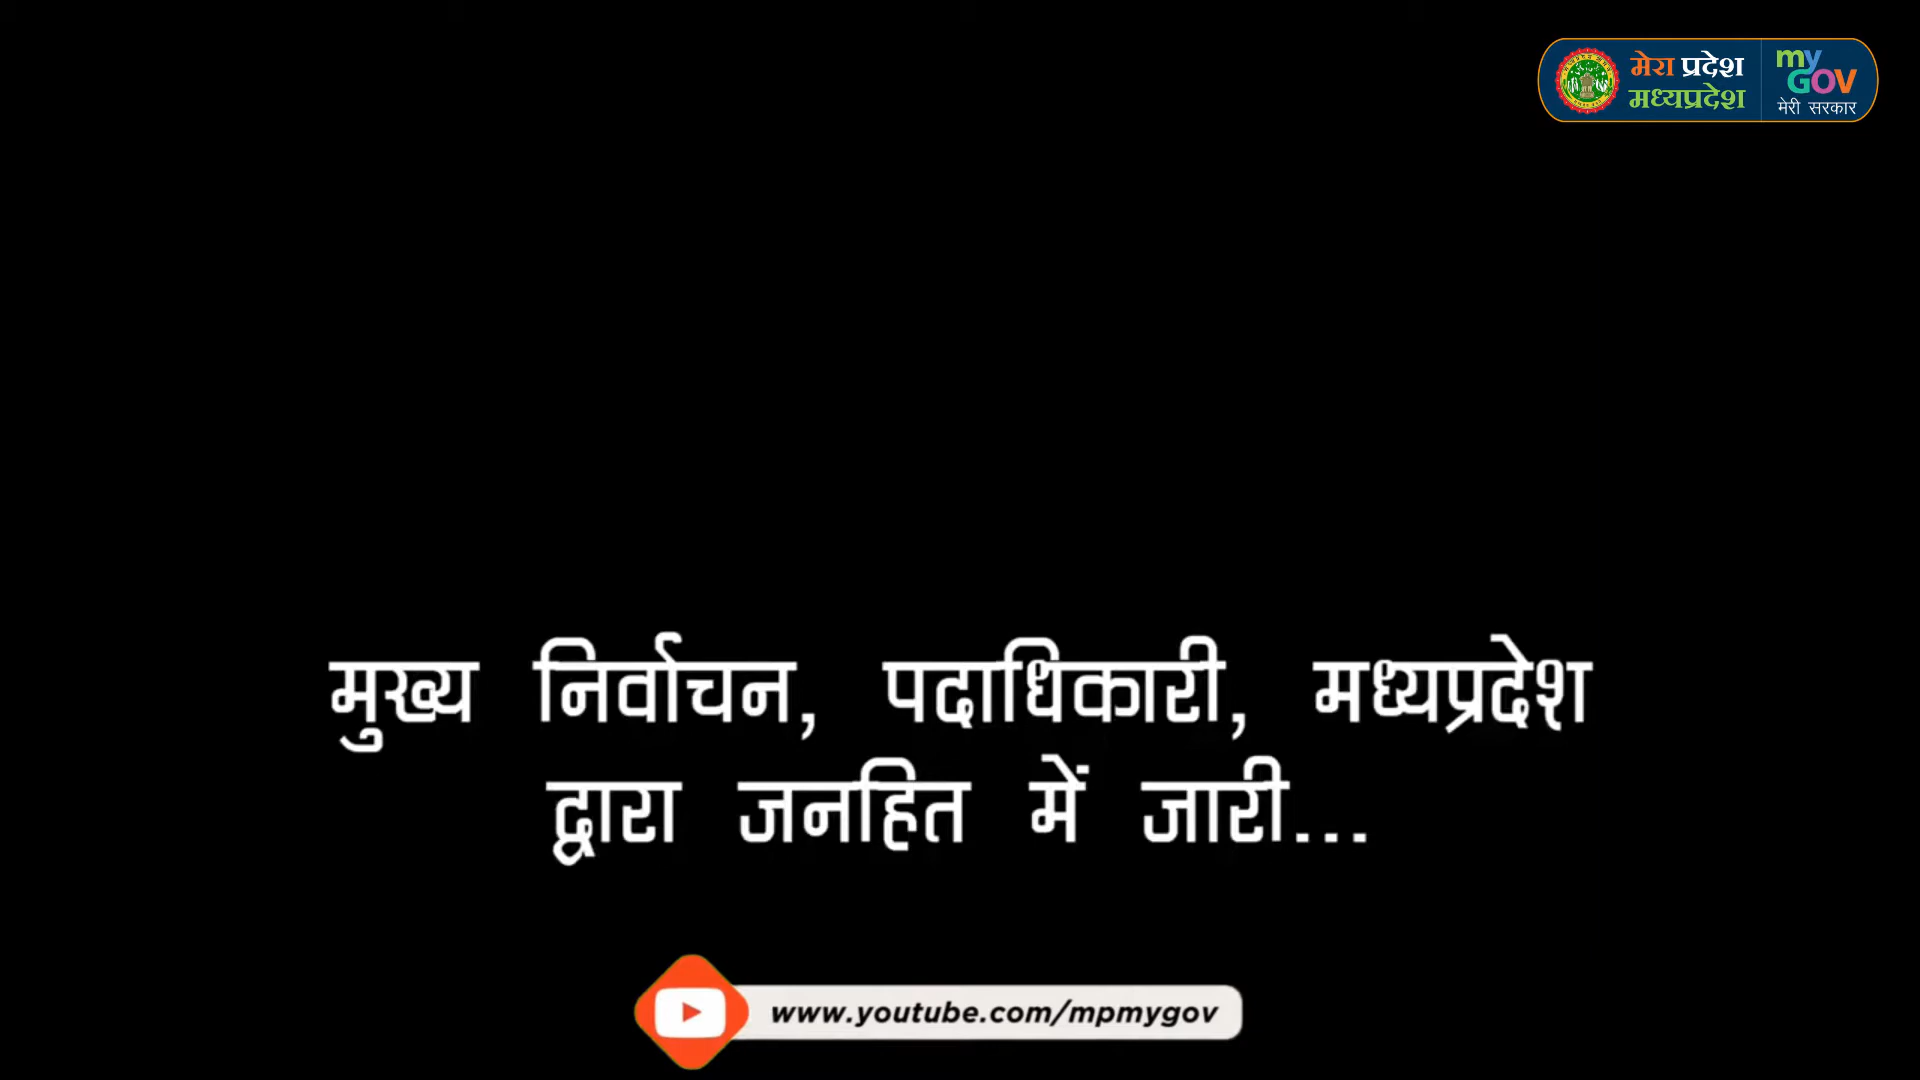 मेरा प्रदेश
मध्यप्रदेश
my
GOV
मेरी सरकार
मुख्य निर्वाचन, पदाधिकारी, मध्यप्रदेश
द्वारा जनहित में जारी...
www.youtube.com/mpmygov